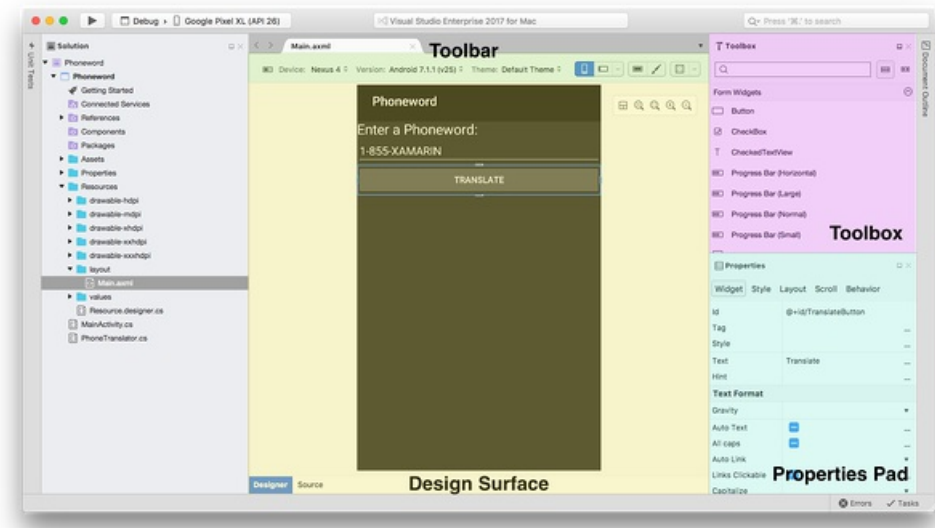 Debug › Google Pixel XL (API 26)
Visual Studio Enterprise 2017 for Mac
Press '⌘.' to search
Unit Tests
Solution
Phoneword
Phoneword
Getting Started
Connected Services
References
Components
Packages
Assets
Properties
Resources
drawable-hdpi
drawable-mdpi
drawable-xhdpi
drawable-xxhdpi
drawable-xxxhdpi
layout
Main.axml
values
Resource.designer.cs
MainActivity.cs
PhoneTranslator.cs
Main.axml
Toolbar
Device: Nexus 4 Version: Android 7.1.1 (v25) Theme: Default Theme
Phoneword
Enter a Phoneword:
1-855-XAMARIN
TRANSLATE
Designer Source
Design Surface
Toolbox
Form Widgets
Button
CheckBox
CheckedTextView
Progress Bar (Horizontal)
Progress Bar (Large)
Progress Bar (Normal)
Progress Bar (Small)
Toolbox
Document Outline
Properties
Widget Style Layout Scroll Behavior
Id @+id/TranslateButton
Tag
Style
Text Translate
Hint
Text Format
Gravity
Auto Text
All caps
Auto Link
Links Clickable
Capitalize
Properties Pad
Errors Tasks